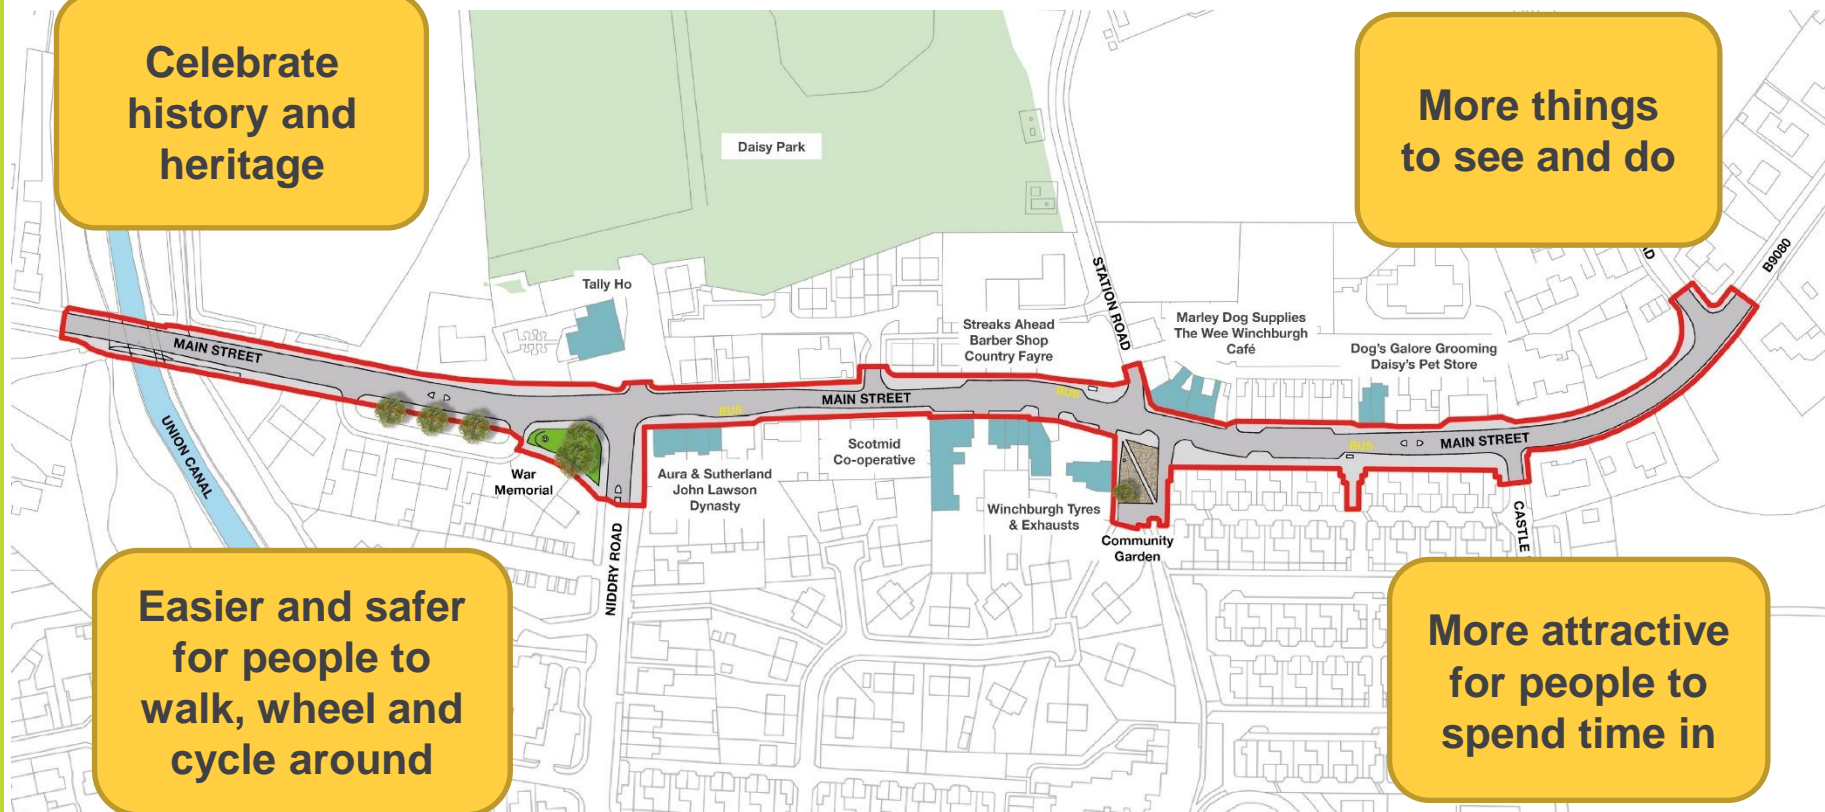 Celebrate
history and
heritage
More things
to see and do
Daisy Park
B9080
Tally Ho
STATION ROAD
Streaks Ahead
Barber Shop
Country Fayre
Marley Dog Supplies
The Wee Winchburgh
Café
Dog's Galore Grooming
Daisy's Pet Store
MAIN STREET
MAIN STREET
MAIN STREET
BUS
BUS
BUS
UNION CANAL
War
Memorial
Aura & Sutherland
John Lawson
Dynasty
Scotmid
Co-operative
Winchburgh Tyres
& Exhausts
Community
Garden
NIDDRY ROAD
CASTLE
Easier and safer
for people to
walk, wheel and
cycle around
More attractive
for people to
spend time in